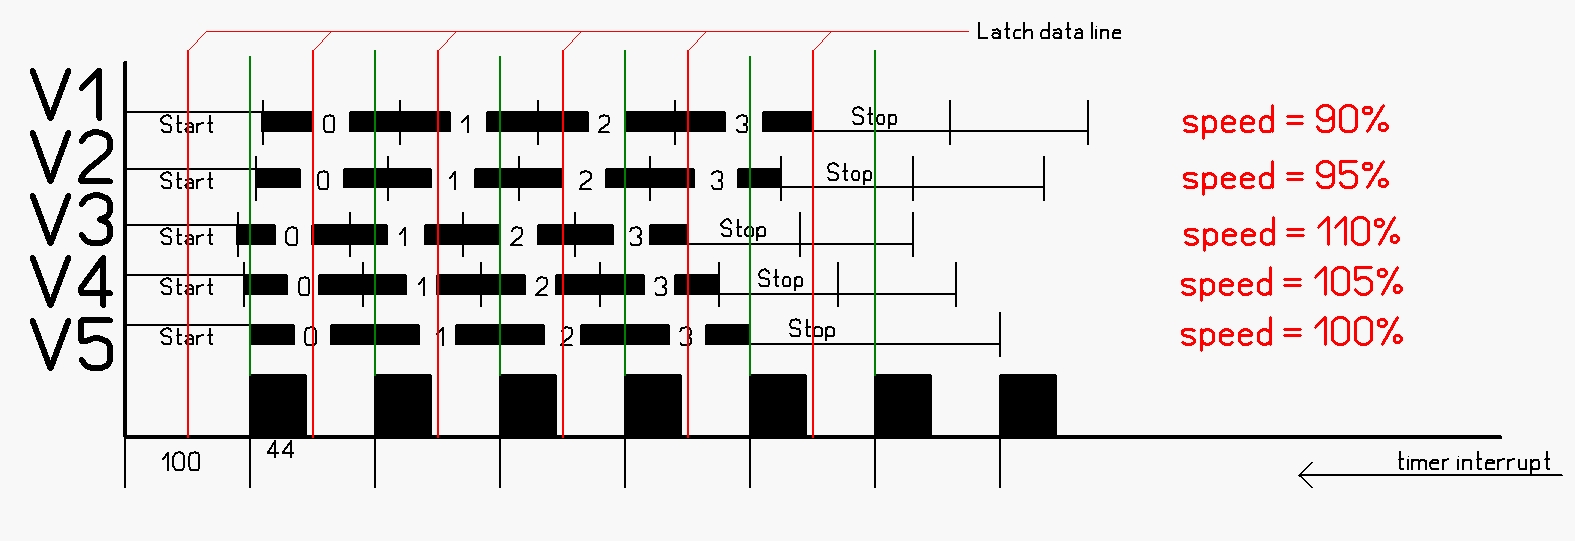 Latch data line
V1 Start 0 1 2 3 Stop speed = 90%
V2 Start 0 1 2 3 Stop speed = 95%
V3 Start 0 1 2 3 Stop speed = 110%
V4 Start 0 1 2 3 Stop speed = 105%
V5 Start 0 1 2 3 Stop speed = 100%
44
100
timer interrupt